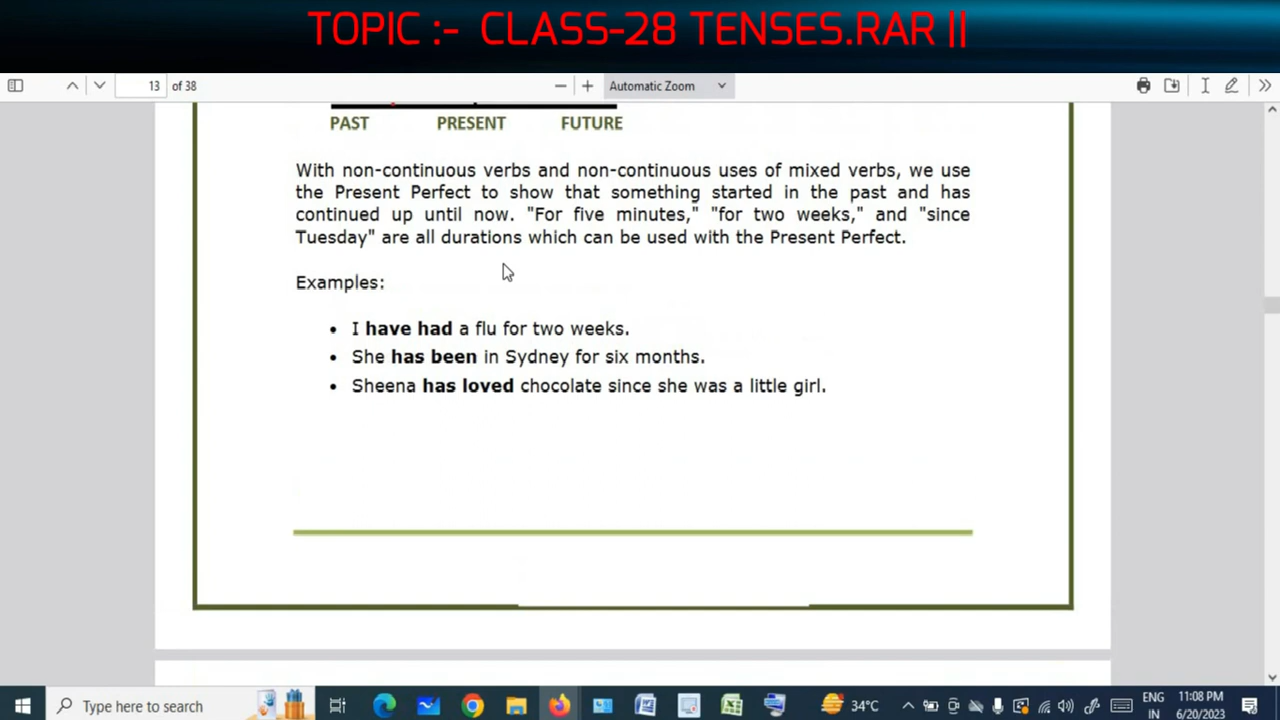 TOPIC :- CLASS-28 TENSES.RAR ||
13 of 38 Automatic Zoom
PAST PRESENT FUTURE
With non-continuous verbs and non-continuous uses of mixed verbs, we use
the Present Perfect to show that something started in the past and has
continued up until now. "For five minutes," "for two weeks," and "since
Tuesday" are all durations which can be used with the Present Perfect.
Examples:
• I have had a flu for two weeks.
• She has been in Sydney for six months.
• Sheena has loved chocolate since she was a little girl.
Type here to search
34°C
ENG
IN
11:08 PM
6/20/2023